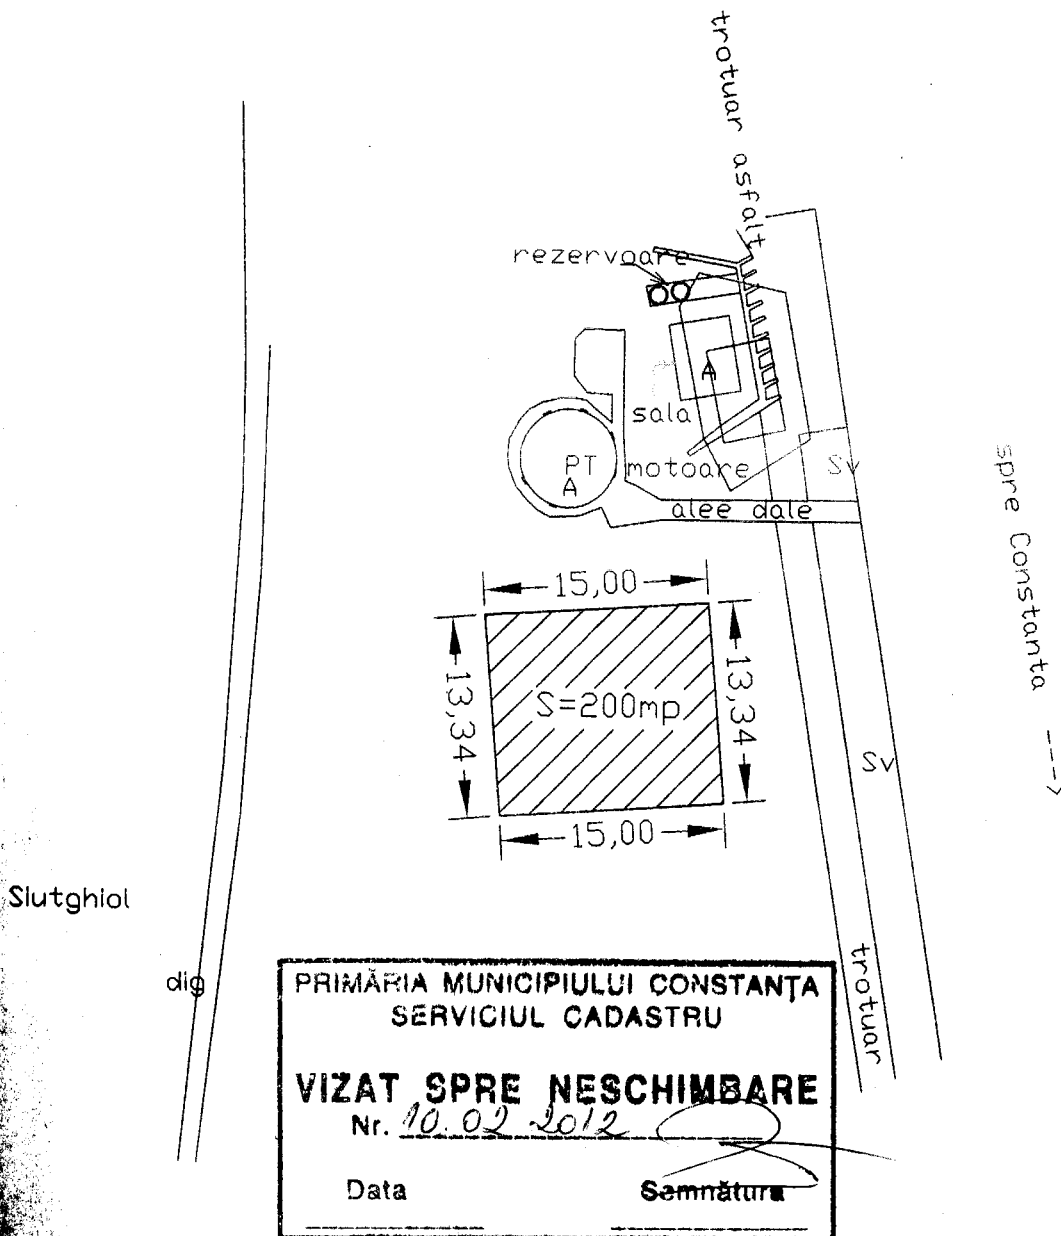 trotuar asfalt
rezervoare
A
sala
PT
motoare
Sv
A
alee dale
spre Constanta --->
15,00
13,34
13,34
S=200mp
Sv
15,00
Siutghiol
trotuar
dig
PRIMĂRIA MUNICIPIULUI CONSTANȚA
SERVICIUL CADASTRU
VIZAT SPRE NESCHIMBARE
Nr. 10.02.2012
Data
Semnătura